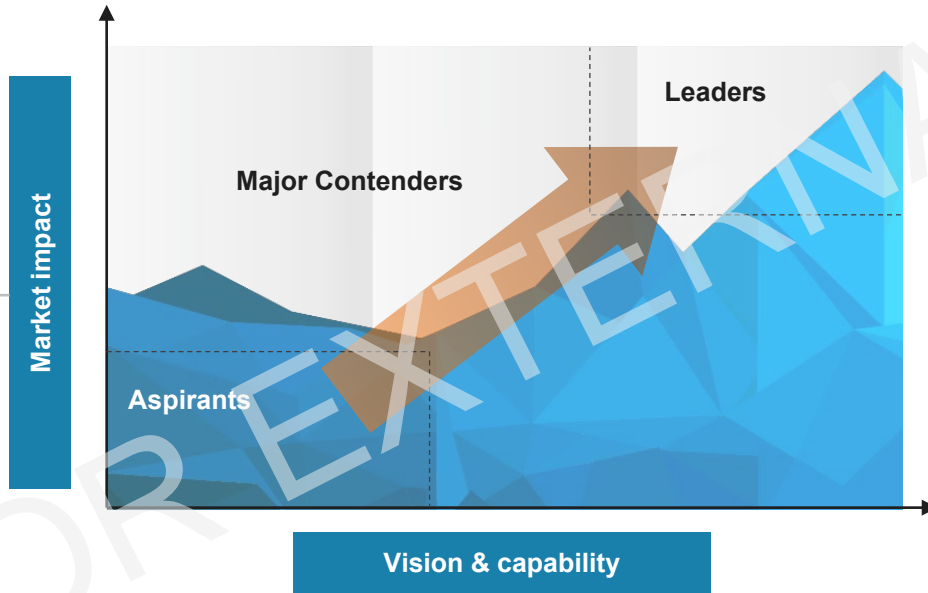 Leaders
Major Contenders
Market impact
Aspirants
Vision & capability
OR EXTERNA